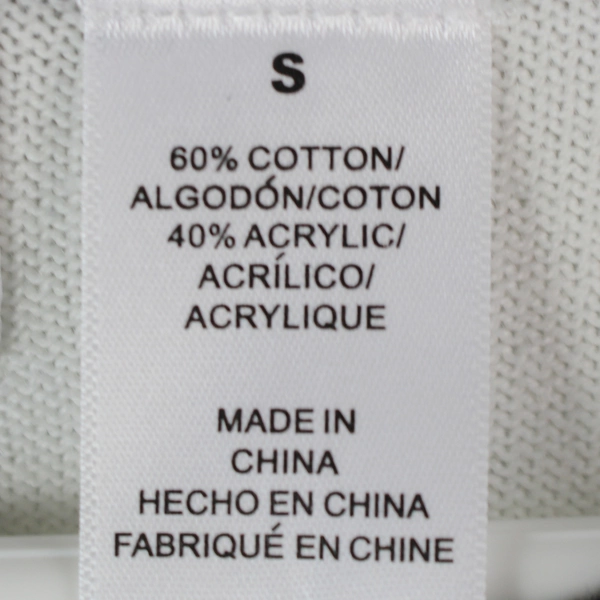 S
60% COTTON/
ALGODÓN/COTON
40% ACRYLIC/
ACRÍLICO/
ACRYLIQUE
MADE IN
CHINA
HECHO EN CHINA
FABRIQUÉ EN CHINE